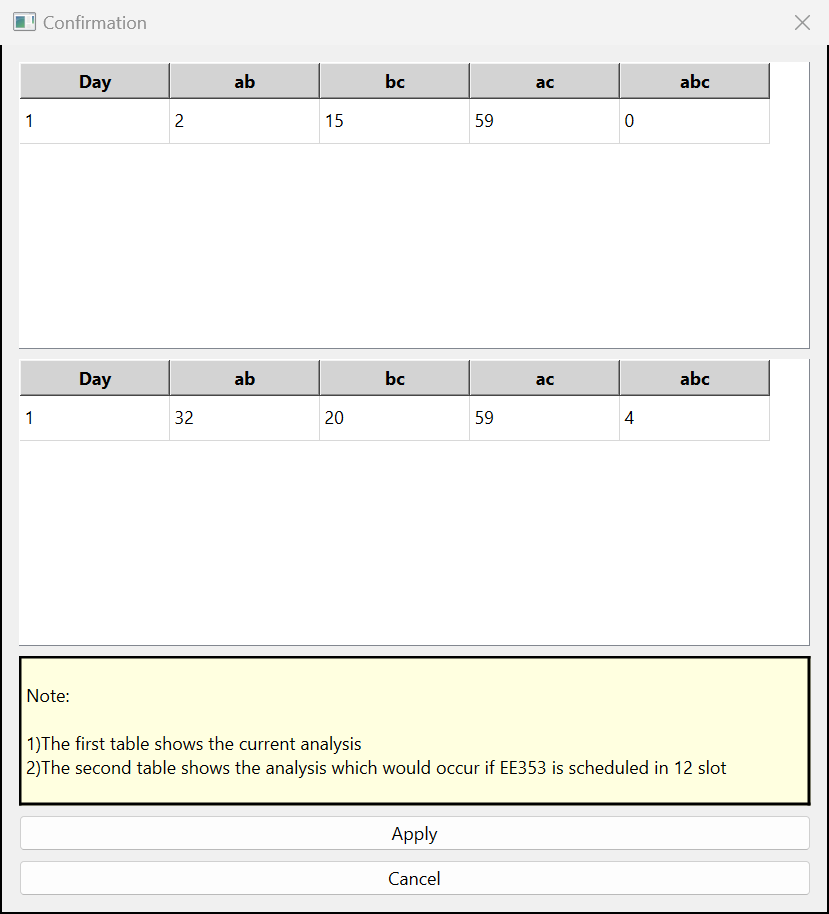 Confirmation
Day ab bc ac abc
1 2 15 59 0
Day ab bc ac abc
1 32 20 59 4
Note:
1)The first table shows the current analysis
2)The second table shows the analysis which would occur if EE353 is scheduled in 12 slot
Apply
Cancel